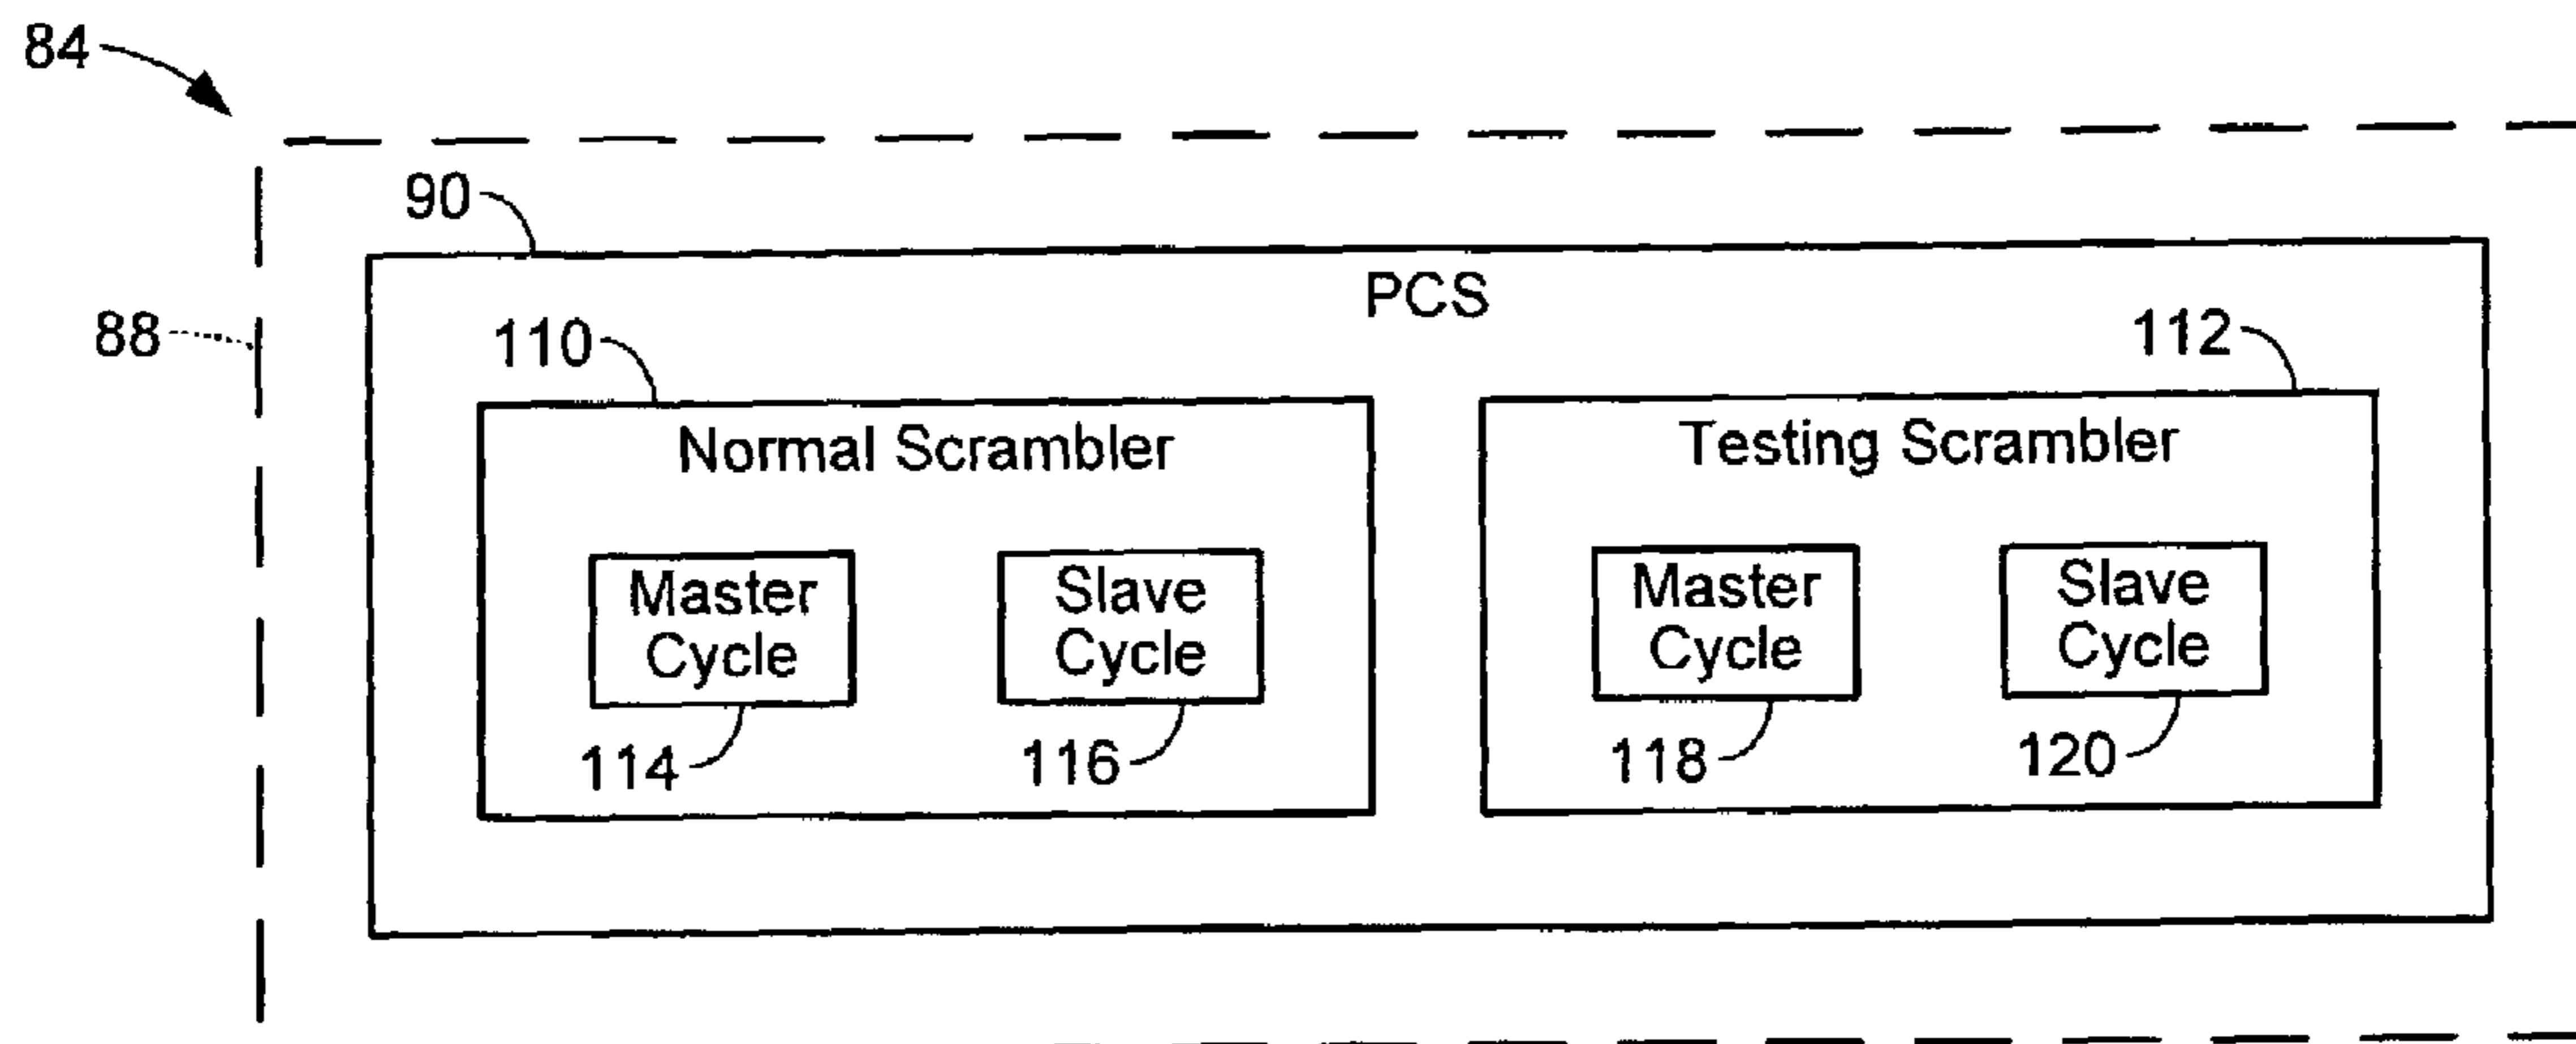 84
90
PCS
88
110
112
Normal Scrambler
Testing Scrambler
Master
Cycle
Slave
Cycle
Master
Cycle
Slave
Cycle
114
116
118
120